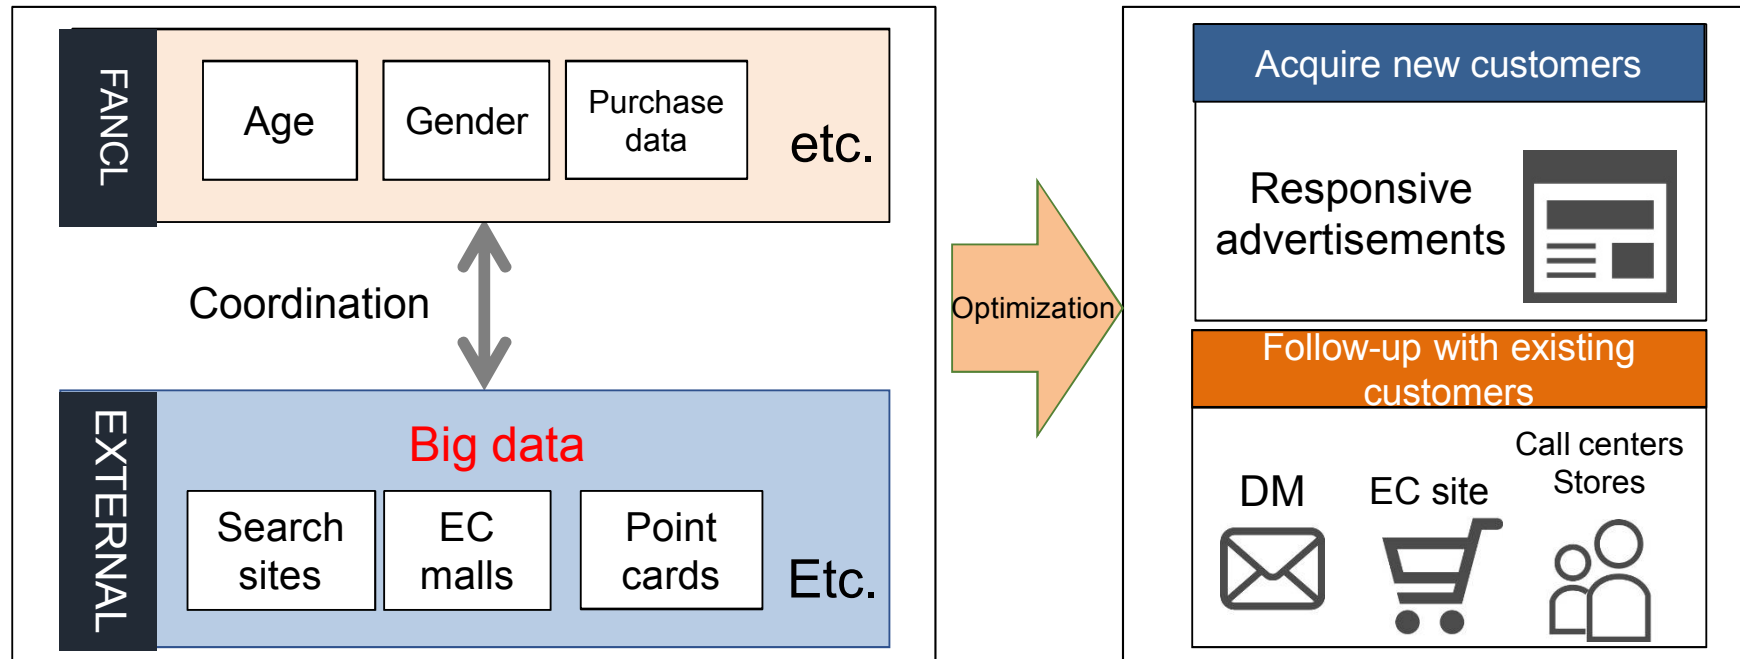 FANCL
Age
Gender
Purchase
data
etc.
Coordination
EXTERNAL
Big data
Search
sites
EC
malls
Point
cards
Etc.
Optimization
Acquire new customers
Responsive
advertisements
Follow-up with existing
customers
DM
EC site
Call centers
Stores